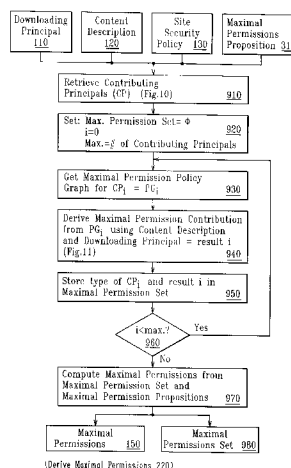 Downloading
Principal
110
Content
Description
120
Site
Security
Policy 130
Maximal
Permissions
Proposition 31
Retrieve Contributing
Principals (CP) (Fig.10) 910
Set: Max. Permission Set= Φ
i=0 920
Max.=# of Contributing Principals
Get Maximal Permission Policy
Graph for CPi = PGi 930
Derive Maximal Permission Contribution
from PGi using Content Description
and Downloading Principal = result i
(Fig.11) 940
Store type of CPi and result i in
Maximal Permission Set 950
i<max.? Yes
960
No
Compute Maximal Permissions from
Maximal Permission Set and
Maximal Permission Propositions 970
Maximal
Permissions 150
Maximal
Permissions Set 980
(Derive Maximal Permissions 220)